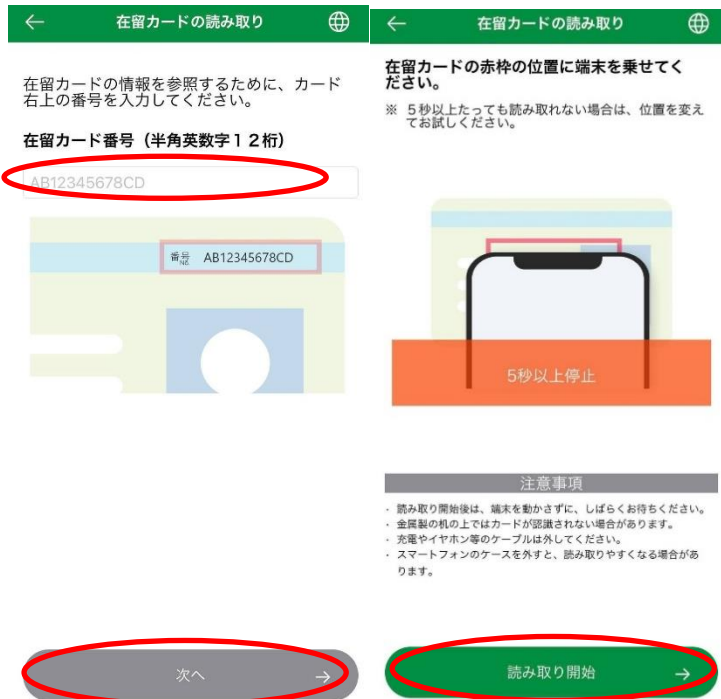 在留カードの読み取り
在留カードの情報を参照するために、カード
右上の番号を入力してください。
在留カード番号（半角英数字１２桁）
AB12345678CD
番号 AB12345678CD
NO.
次へ
在留カードの読み取り
在留カードの赤枠の位置に端末を乗せてく
ださい。
※ ５秒以上たっても読み取れない場合は、位置を変え
てお試しください。
5秒以上停止
注意事項
・ 読み取り開始後は、端末を動かさずに、しばらくお待ちください。
・ 金属製の机の上ではカードが認識されない場合があります。
・ 充電やイヤホン等のケーブルは外してください。
・ スマートフォンのケースを外すと、読み取りやすくなる場合があ
ります。
読み取り開始